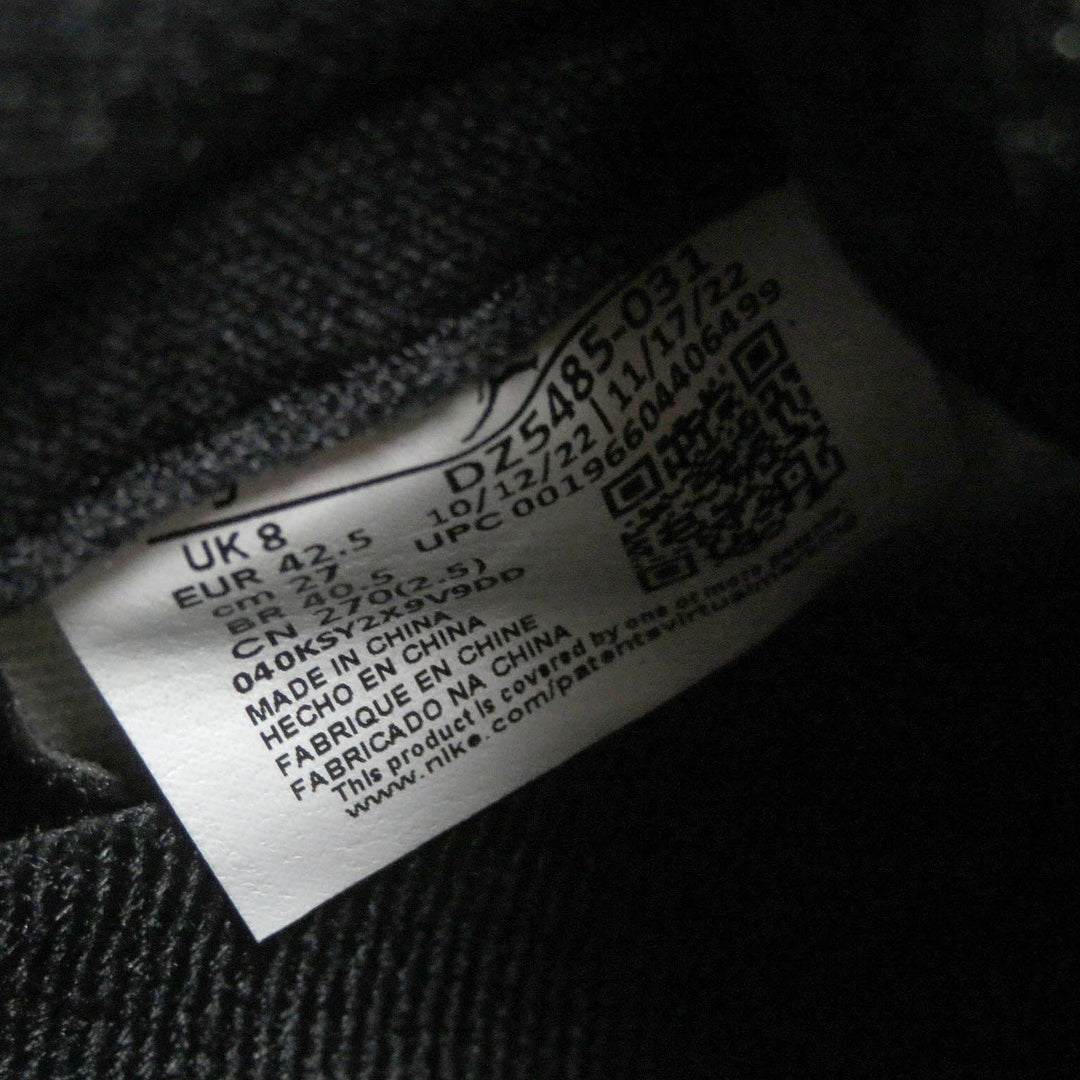 DZ5485-031
10/12/22 | 11/17/22
UPC 00196604406499
UK 8
EUR 42.5
cm 27
BR 40.5
CN 270(2.5)
040KSY2X9V9DD
MADE IN CHINA
HECHO EN CHINA
FABRIQUE EN CHINE
FABRICADO NA CHINA
This product is covered by one or more patents
www.nike.com/patentsvirtual